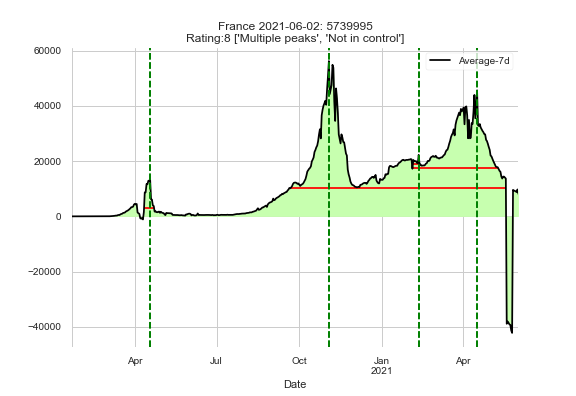 France 2021-06-02: 5739995
Rating:8 ['Multiple peaks', 'Not in control']
Average-7d
60000
40000
20000
0
−20000
−40000
Apr
Jul
Oct
Jan
2021
Apr
Date